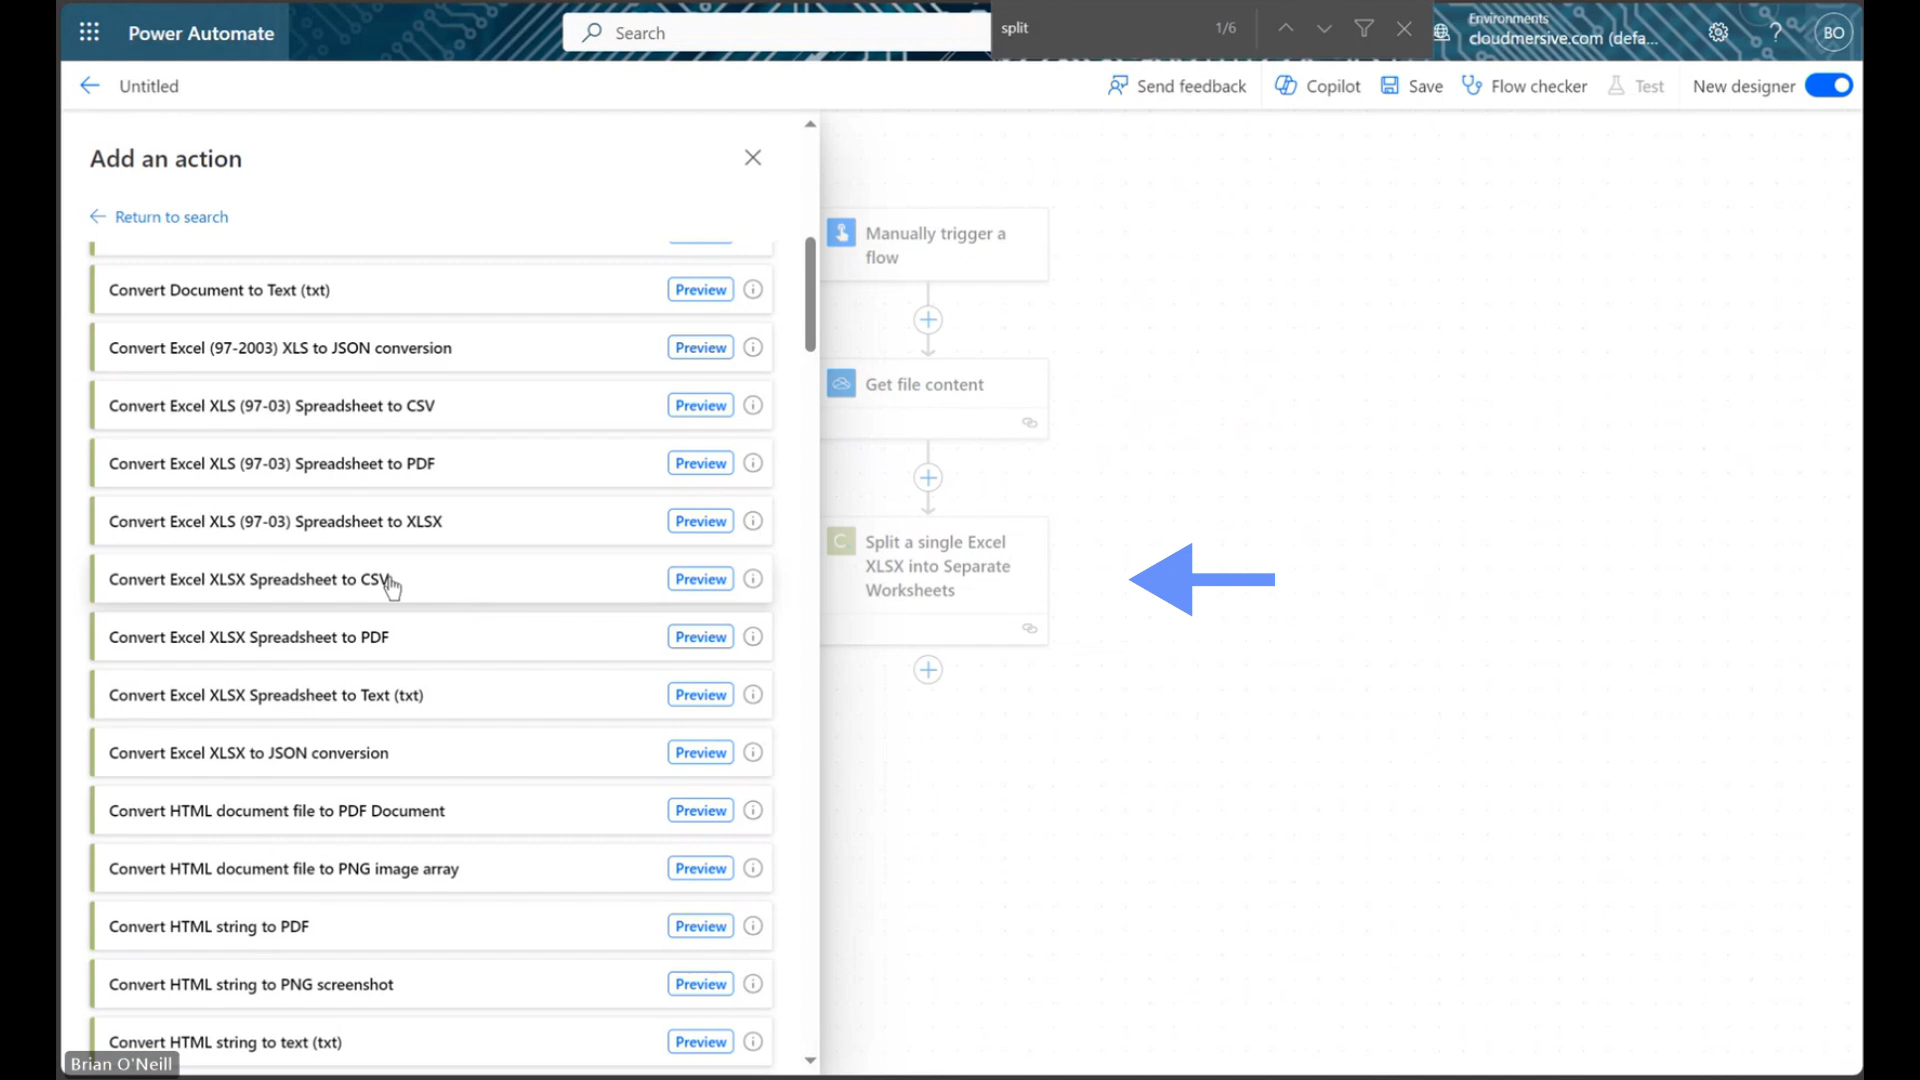 Power Automate
Search
split
1/6
Environments
cloudmersive.com (defa...
BO
Untitled
Send feedback
Copilot
Save
Flow checker
Test
New designer
Add an action
Return to search
Convert Document to Text (txt)
Preview
Convert Excel (97-2003) XLS to JSON conversion
Preview
Convert Excel XLS (97-03) Spreadsheet to CSV
Preview
Convert Excel XLS (97-03) Spreadsheet to PDF
Preview
Convert Excel XLS (97-03) Spreadsheet to XLSX
Preview
Convert Excel XLSX Spreadsheet to CSV
Preview
Convert Excel XLSX Spreadsheet to PDF
Preview
Convert Excel XLSX Spreadsheet to Text (txt)
Preview
Convert Excel XLSX to JSON conversion
Preview
Convert HTML document file to PDF Document
Preview
Convert HTML document file to PNG image array
Preview
Convert HTML string to PDF
Preview
Convert HTML string to PNG screenshot
Preview
Convert HTML string to text (txt)
Preview
Manually trigger a
flow
Get file content
C
Split a single Excel
XLSX into Separate
Worksheets
Brian O'Neill